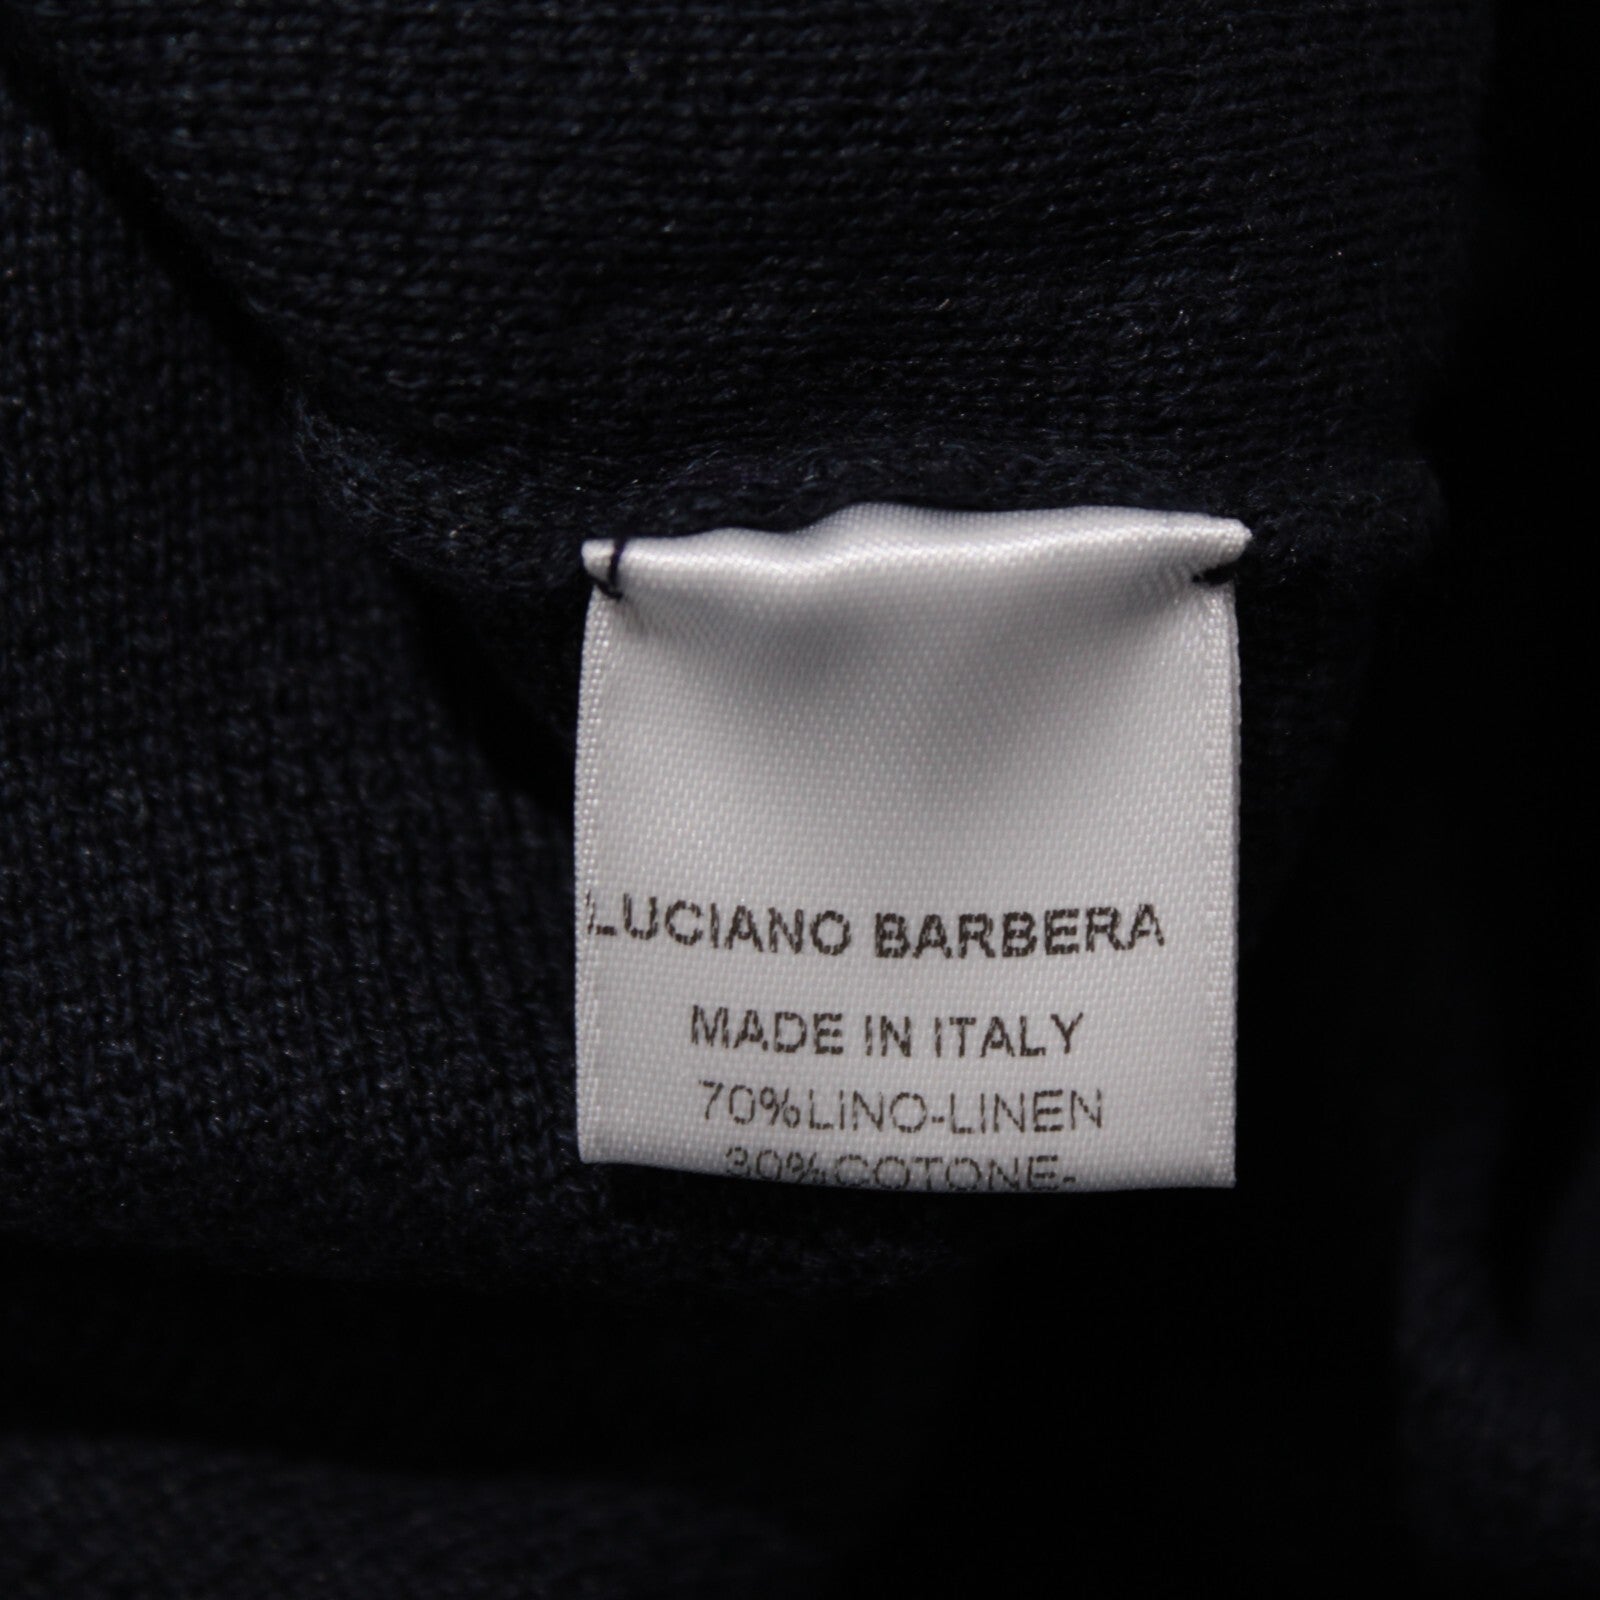 LUCIANO BARBERA
MADE IN ITALY
70%LINO-LINEN
30%COTONE-